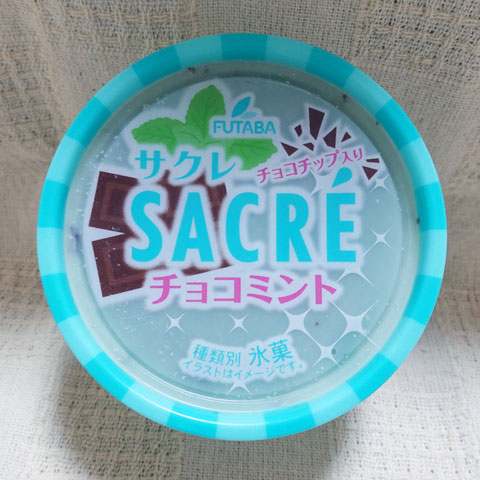 FUTABA
サクレ
チョコチップ入り
SACRÉ
チョコミント
種類別 氷菓
イラストはイメージです。